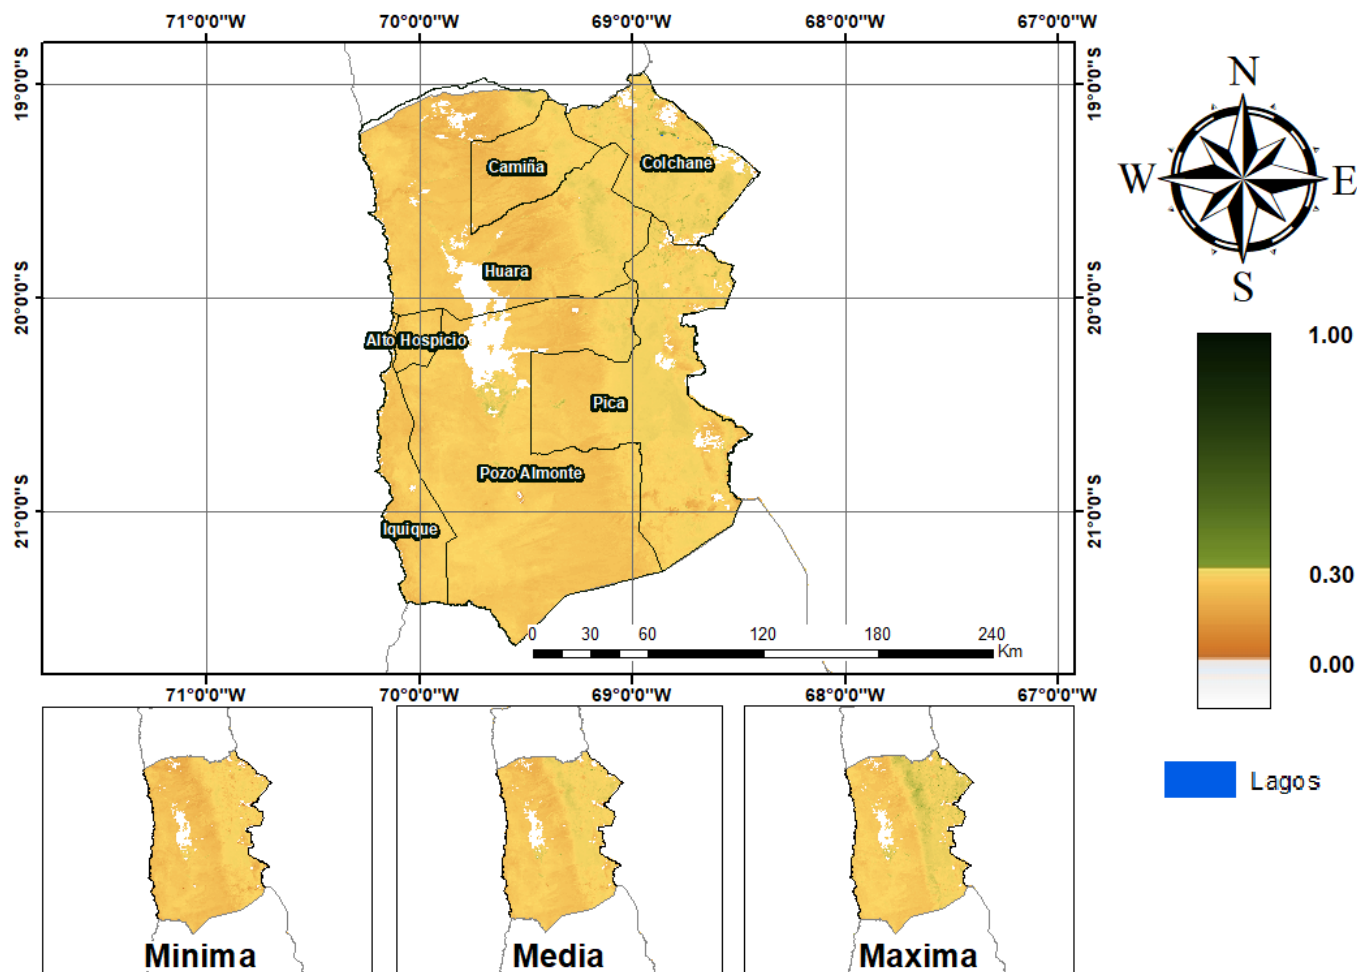 71°0'0"W 70°0'0"W 69°0'0"W 68°0'0"W 67°0'0"W
19°0'0"S
20°0'0"S
21°0'0"S
Camiña
Colchane
Huara
Alto Hospicio
Pica
Pozo Almonte
Iquique
0 30 60 120 180 240
Km
19°0'0"S
20°0'0"S
21°0'0"S
71°0'0"W 70°0'0"W 69°0'0"W 68°0'0"W 67°0'0"W
N
W E
S
1.00
0.30
0.00
Lagos
Minima
Media
Maxima